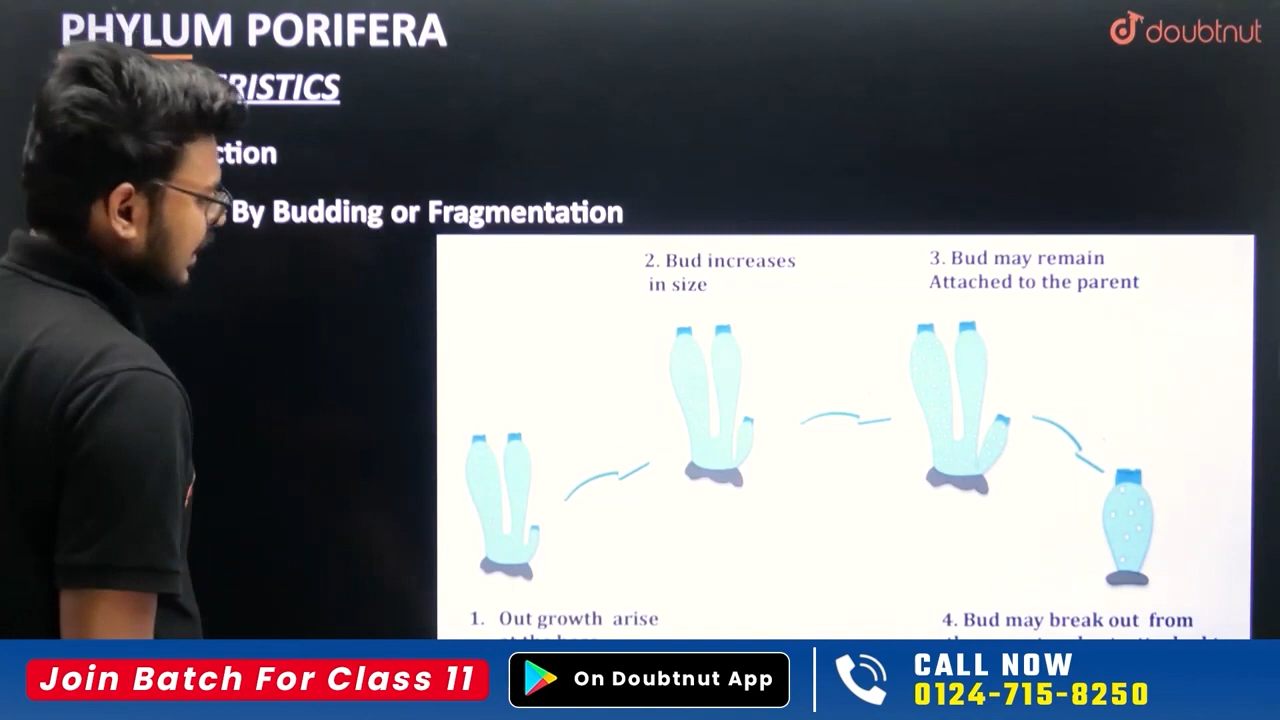 PHYLUM PORIFERA
doubtnut
RISTICS
ction
By Budding or Fragmentation
2. Bud increases
in size
3. Bud may remain
Attached to the parent
1. Out growth arise
4. Bud may break out from
Join Batch For Class 11
On Doubtnut App
CALL NOW
0124-715-8250